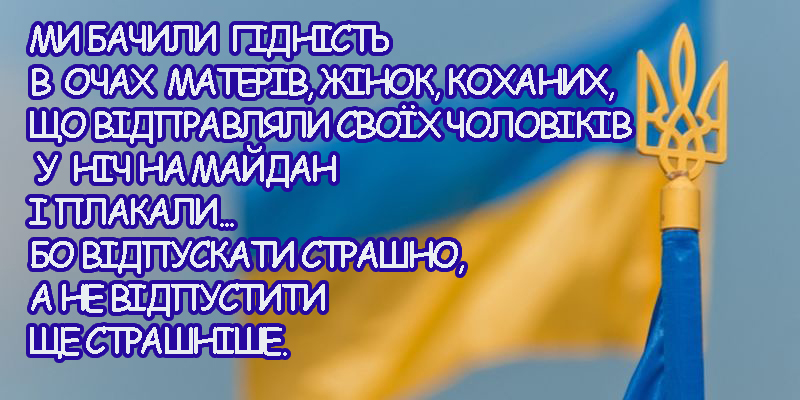 МИ БАЧИЛИ ГІДНІСТЬ
В ОЧАХ МАТЕРІВ, ЖІНОК, КОХАНИХ,
ЩО ВІДПРАВЛЯЛИ СВОЇХ ЧОЛОВІКІВ
У НІЧ НА МАЙДАН
І ПЛАКАЛИ...
БО ВІДПУСКАТИ СТРАШНО,
А НЕ ВІДПУСТИТИ
ЩЕ СТРАШНІШЕ.